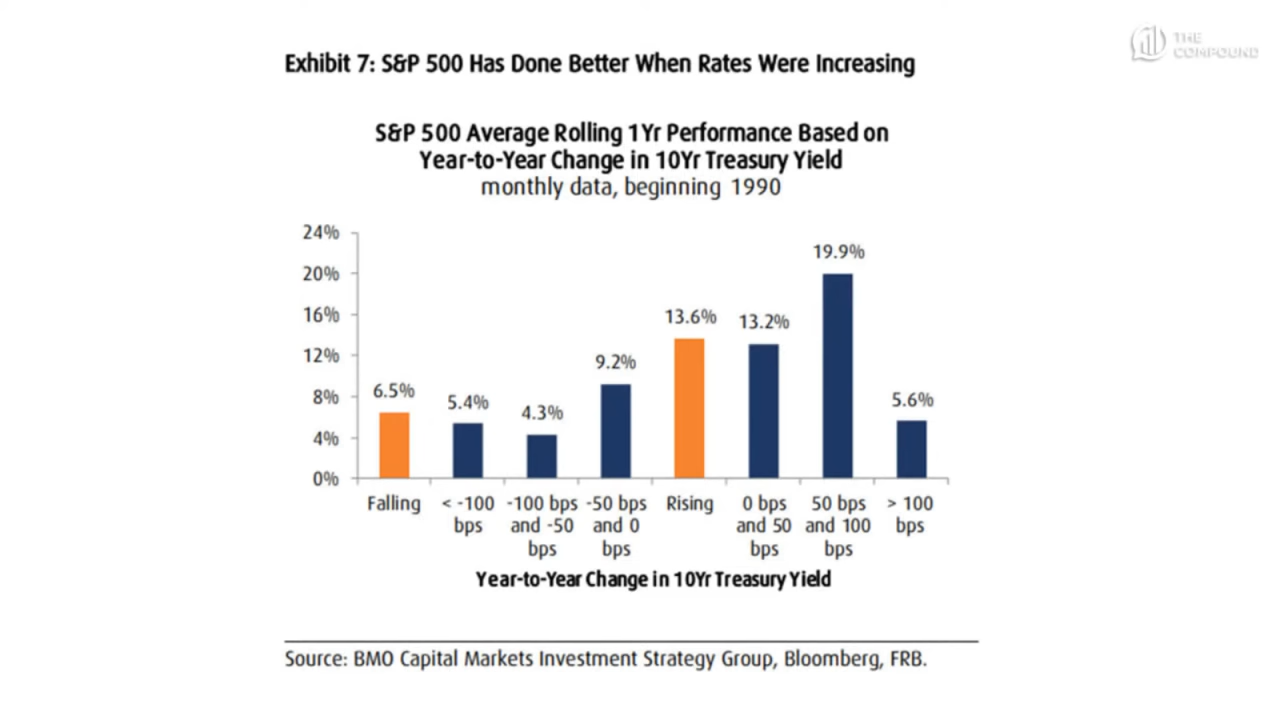 THE
COMPOUND
Exhibit 7: S&P 500 Has Done Better When Rates Were Increasing
S&P 500 Average Rolling 1Yr Performance Based on
Year-to-Year Change in 10Yr Treasury Yield
monthly data, beginning 1990
24%
20%
16%
12%
8%
4%
0%
6.5%
5.4%
4.3%
9.2%
13.6%
13.2%
19.9%
5.6%
Falling
< -100
bps
-100 bps
and -50
bps
-50 bps
and 0
bps
Rising
0 bps
and 50
bps
50 bps
and 100
bps
> 100
bps
Year-to-Year Change in 10Yr Treasury Yield
Source: BMO Capital Markets Investment Strategy Group, Bloomberg, FRB.